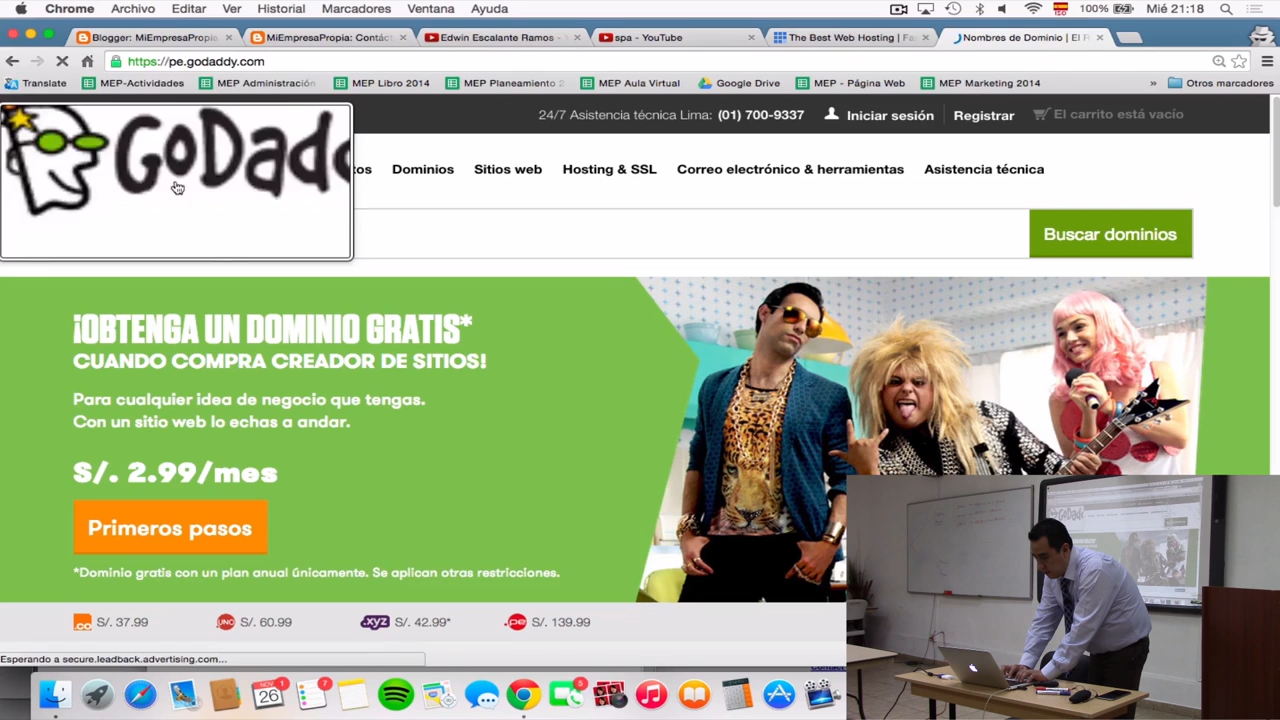 Chrome Archivo Editar Ver Historial Marcadores Ventana Ayuda 100% Mié 21:18
Blogger: MiEmpresaPropia MiEmpresaPropia: Contác Edwin Escalante Ramos - spa - YouTube The Best Web Hosting | Fas Nombres de Dominio | El R
https://pe.godaddy.com
Translate MEP-Actividades MEP Administración MEP Libro 2014 MEP Planeamiento 2 MEP Aula Virtual Google Drive MEP - Página Web MEP Marketing 2014 » Otros marcadores
24/7 Asistencia técnica Lima: (01) 700-9337 Iniciar sesión Registrar El carrito está vacío
GoDadd
tos Dominios Sitios web Hosting & SSL Correo electrónico & herramientas Asistencia técnica
Buscar dominios
¡OBTENGA UN DOMINIO GRATIS*
CUANDO COMPRA CREADOR DE SITIOS!
Para cualquier idea de negocio que tengas.
Con un sitio web lo echas a andar.
S/. 2.99/mes
Primeros pasos
*Dominio gratis con un plan anual únicamente. Se aplican otras restricciones.
.co S/. 37.99 UNO S/. 60.99 .xyz S/. 42.99* .pe S/. 139.99
Esperando a secure.leadback.advertising.com...
26 1 7 5